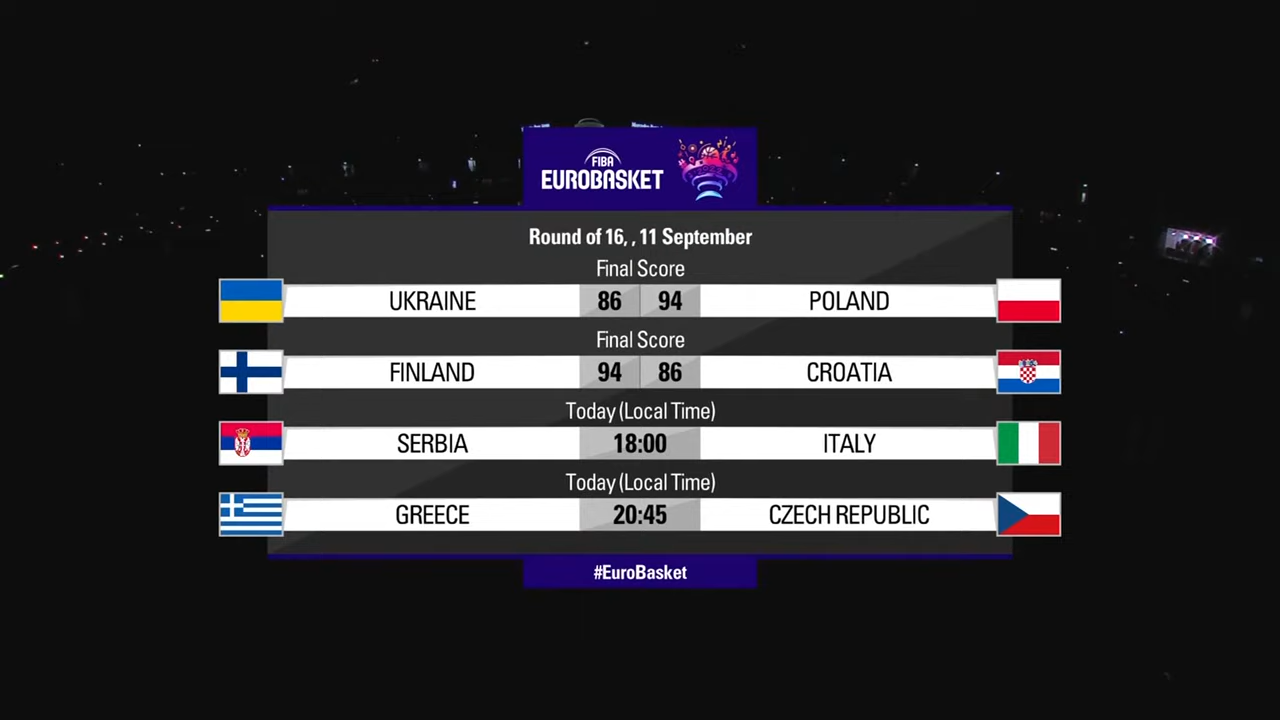 FIBA
EUROBASKET
Round of 16, , 11 September
Final Score
UKRAINE 86 94 POLAND
Final Score
FINLAND 94 86 CROATIA
Today (Local Time)
SERBIA 18:00 ITALY
Today (Local Time)
GREECE 20:45 CZECH REPUBLIC
#EuroBasket